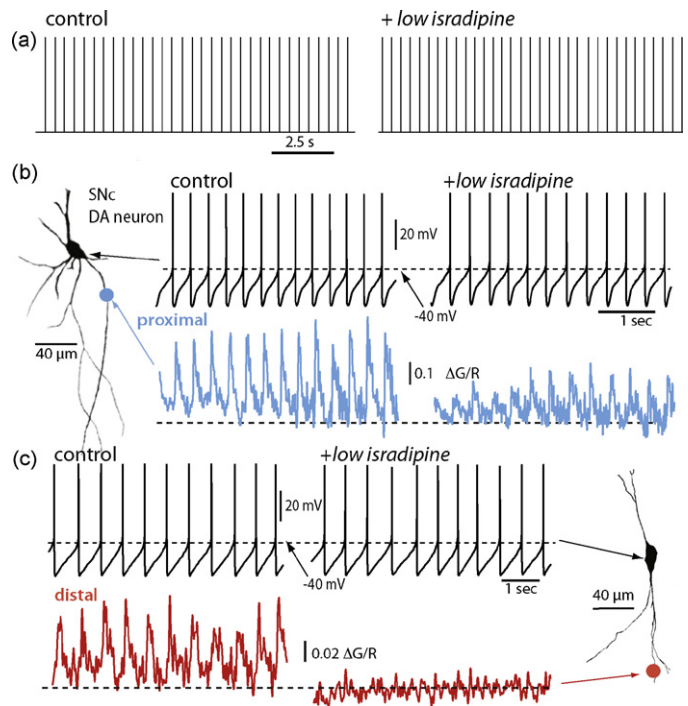 control + low isradipine
(a)
2.5 s
(b)
control +low isradipine
SNc
DA neuron
20 mV
-40 mV
proximal
1 sec
40 µm
0.1 ΔG/R
(c)
control +low isradipine
20 mV
-40 mV
1 sec
40 µm
distal
0.02 ΔG/R